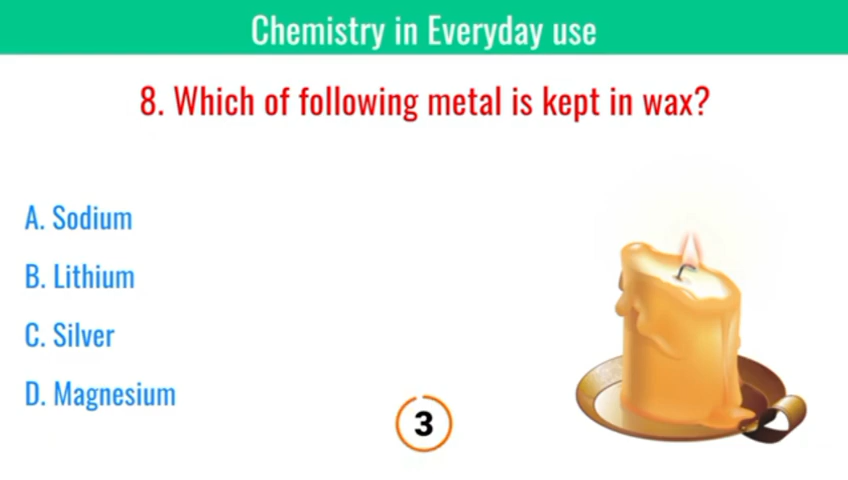 Chemistry in Everyday use
8. Which of following metal is kept in wax?
A. Sodium
B. Lithium
C. Silver
D. Magnesium
3